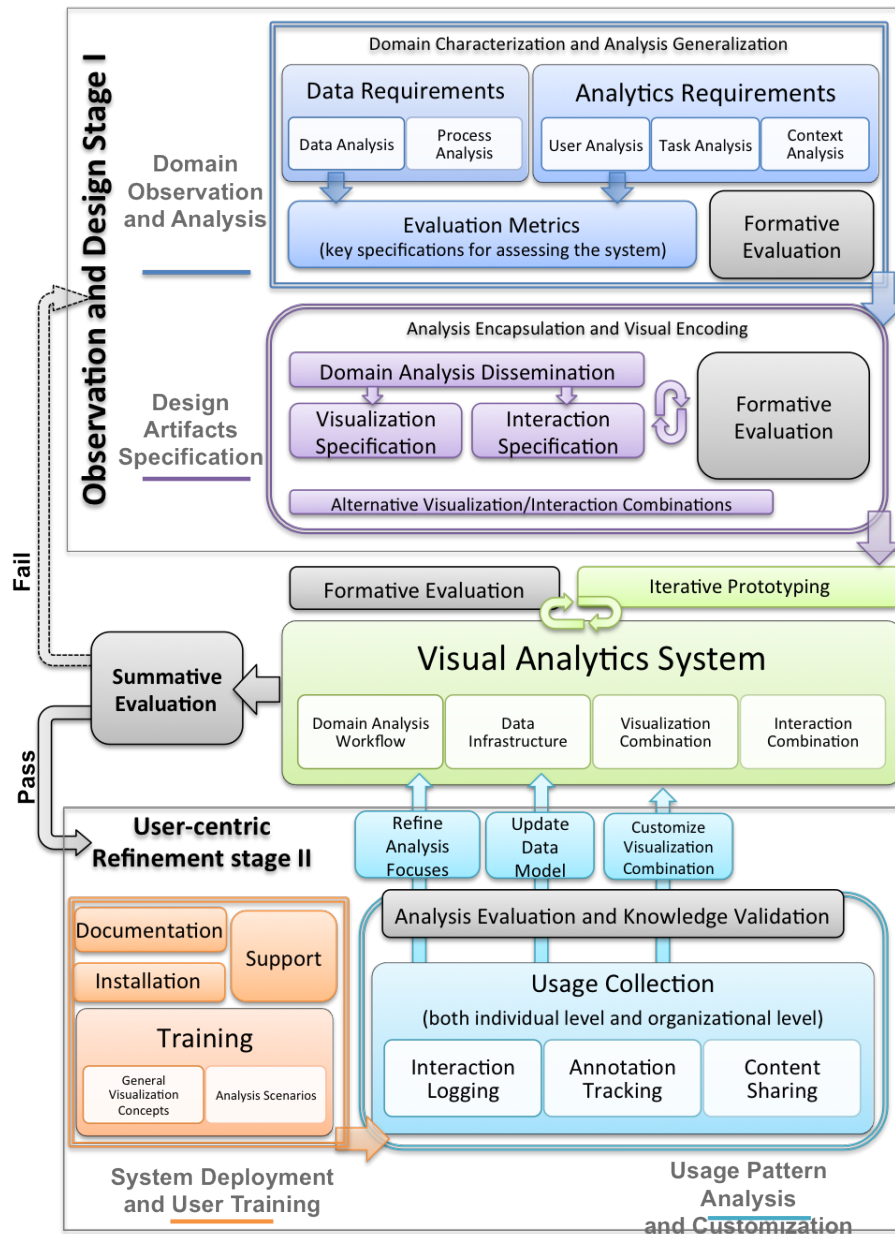 Observation and Design Stage I
Domain
Observation
and Analysis
Domain Characterization and Analysis Generalization
Data Requirements
Data Analysis
Process
Analysis
Analytics Requirements
User Analysis
Task Analysis
Context
Analysis
Evaluation Metrics
(key specifications for assessing the system)
Formative
Evaluation
Design
Artifacts
Specification
Analysis Encapsulation and Visual Encoding
Domain Analysis Dissemination
Visualization
Specification
Interaction
Specification
Formative
Evaluation
Alternative Visualization/Interaction Combinations
Fail
Formative Evaluation
Iterative Prototyping
Visual Analytics System
Domain Analysis
Workflow
Data
Infrastructure
Visualization
Combination
Interaction
Combination
Summative
Evaluation
Pass
User-centric
Refinement stage II
Refine
Analysis
Focuses
Update
Data
Model
Customize
Visualization
Combination
Analysis Evaluation and Knowledge Validation
Documentation
Installation
Support
Training
General
Visualization
Concepts
Analysis Scenarios
Usage Collection
(both individual level and organizational level)
Interaction
Logging
Annotation
Tracking
Content
Sharing
System Deployment
and User Training
Usage Pattern
Analysis
and Customization